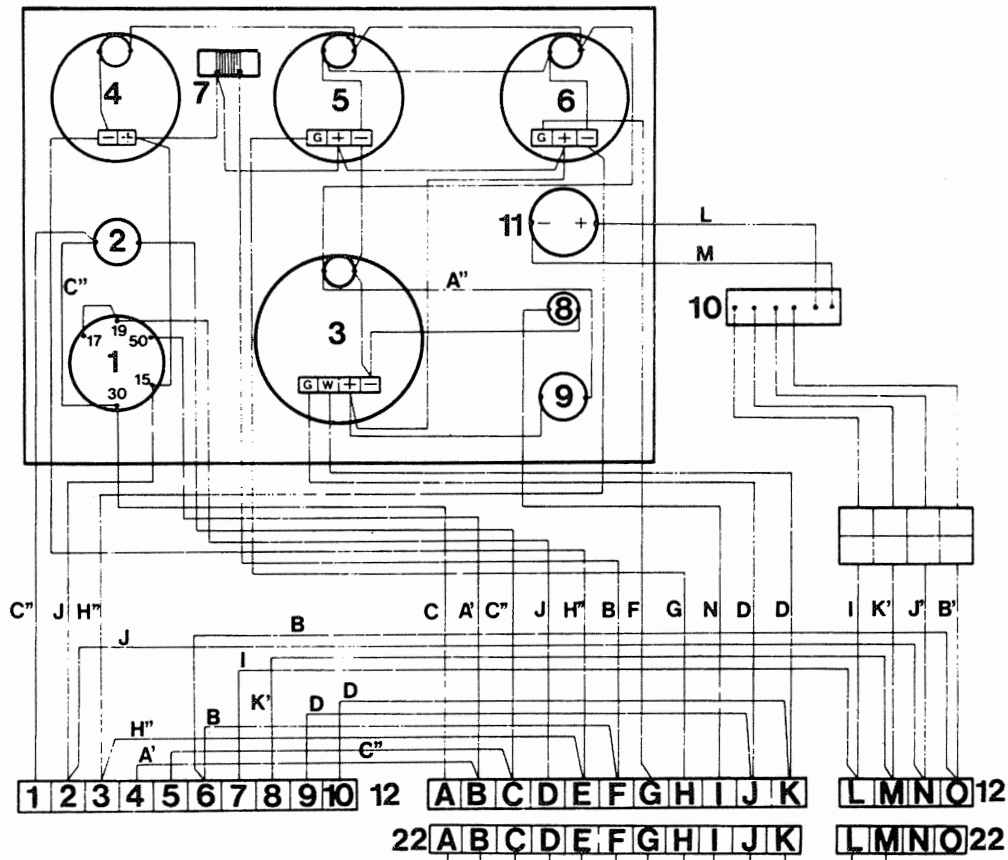 4
7
5
6
− +
G + −
G + −
11 − +
L
M
2
C"
A"
10
8
3
19
17 50
1
15
30
G W + −
9
C" J H"
C A' C" J H" B F G N D D
I K' J' B'
B
J
I
K'
D
D
B
H"
A'
C"
1 2 3 4 5 6 7 8 9 10 12
A B C D E F G H I J K
L M N O 12
22 A B C D E F G H I J K
L M N O 22